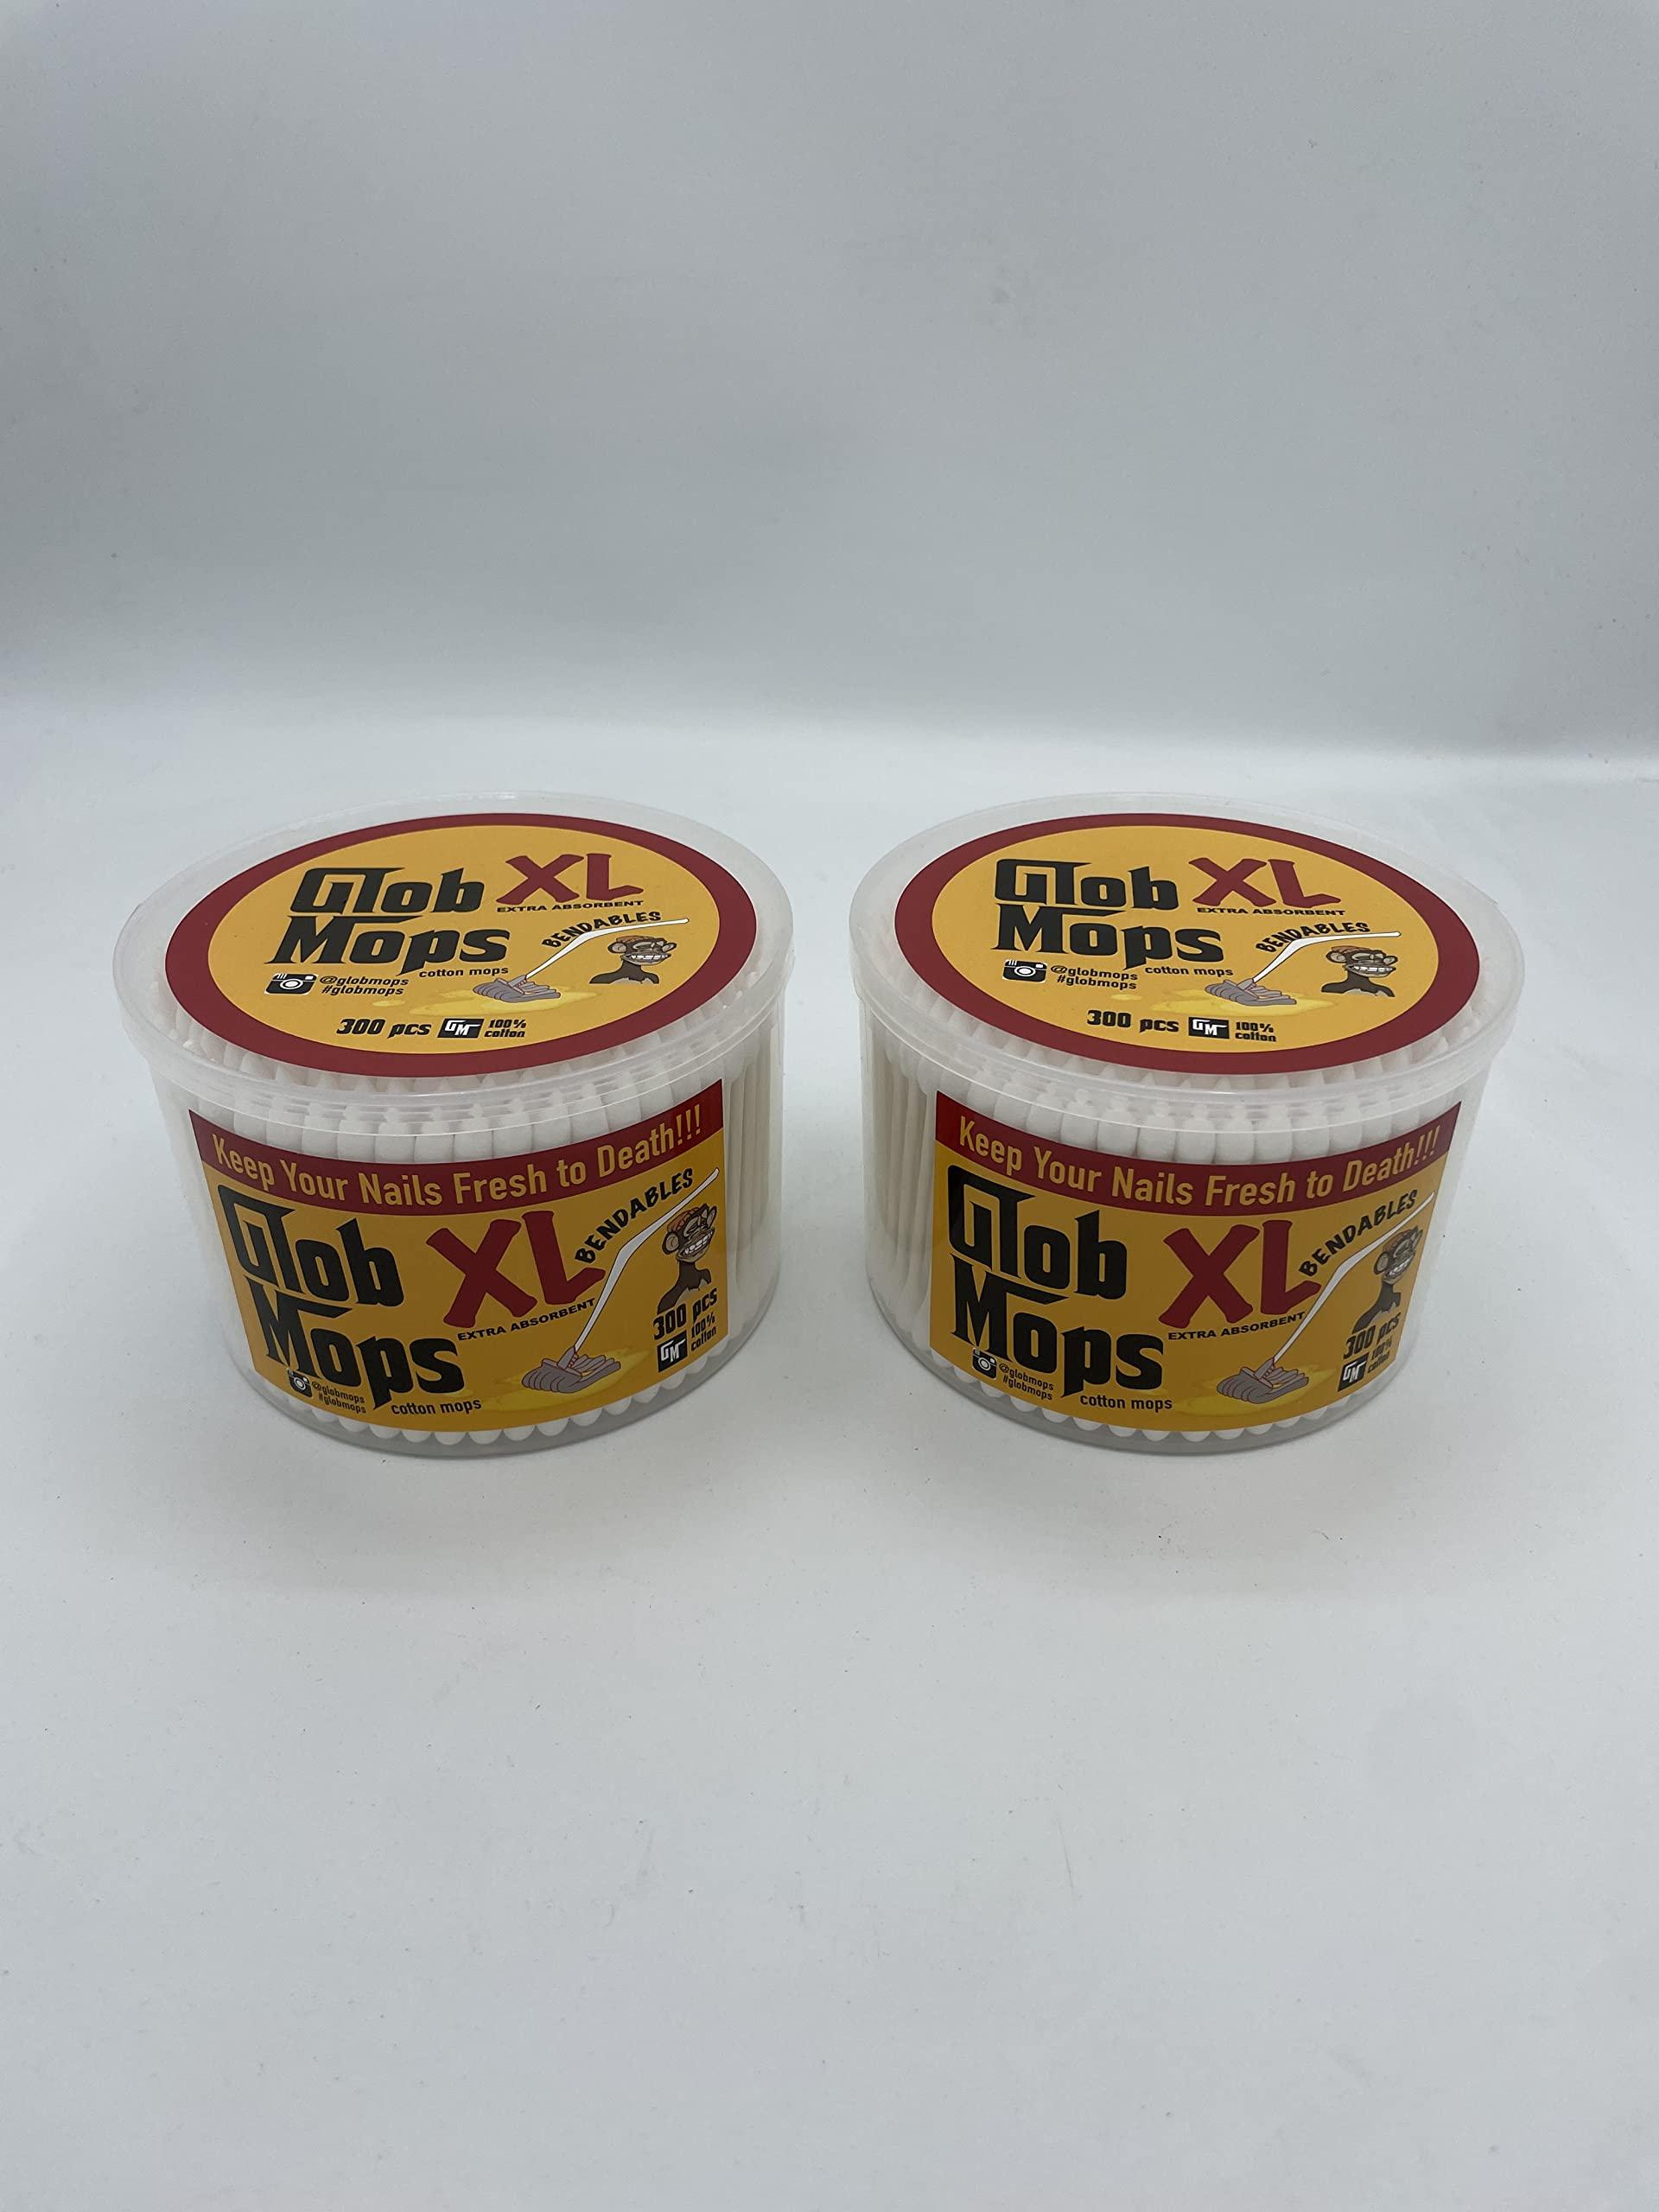 Glob XL
EXTRA ABSORBENT
Mops BENDABLES
cotton mops
@globmops
#globmops
300 pcs GM 100%
cotton
Keep Your Nails Fresh to Death!!!
Glob XL BENDABLES
Mops EXTRA ABSORBENT
300 pcs
GM 100%
cotton
@globmops
#globmops
cotton mops
Glob XL
EXTRA ABSORBENT
Mops BENDABLES
cotton mops
@globmops
#globmops
300 pcs GM 100%
cotton
Keep Your Nails Fresh to Death!!!
Glob XL BENDABLES
Mops EXTRA ABSORBENT
300 pcs
GM 100%
cotton
@globmops
#globmops
cotton mops